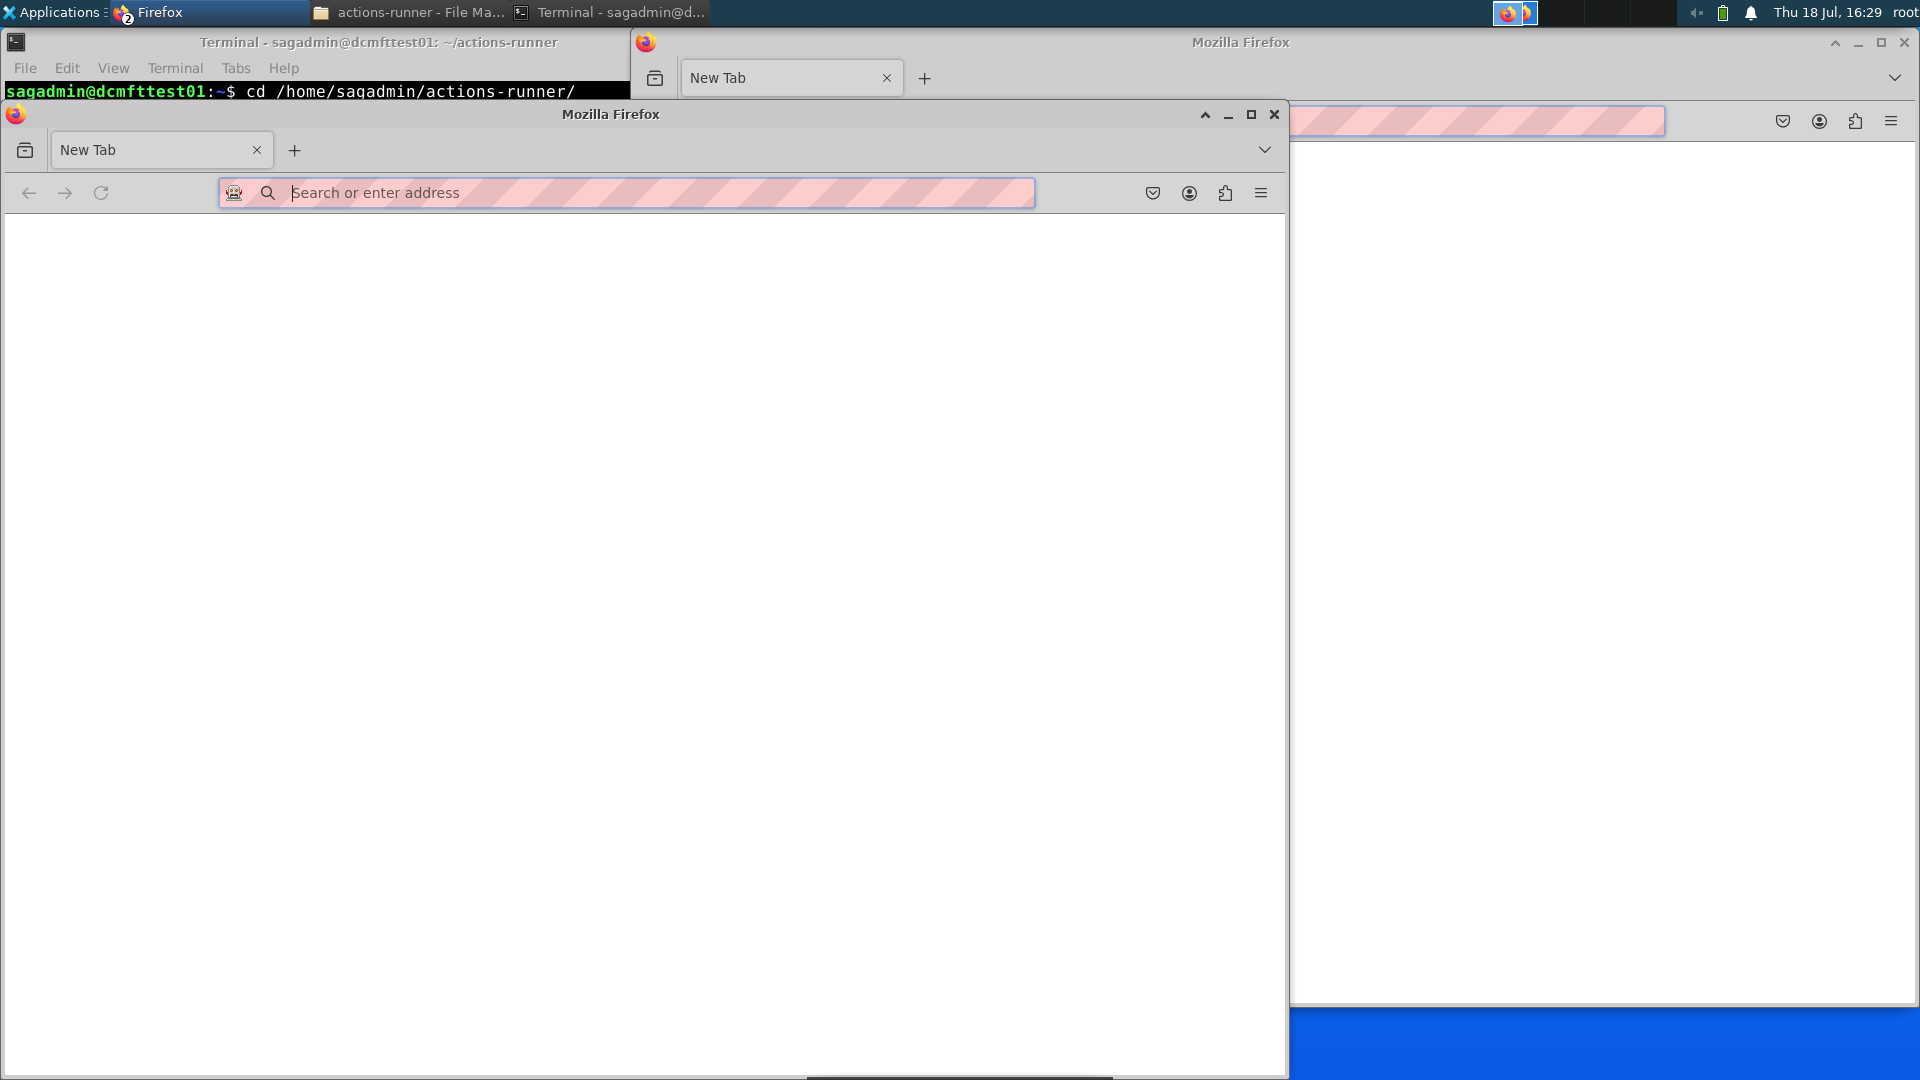 Applications
2
Firefox
actions-runner - File Ma...
Terminal - sagadmin@d...
Thu 18 Jul, 16:29
root
Terminal - sagadmin@dcmfttest01: ~/actions-runner
File Edit View Terminal Tabs Help
sagadmin@dcmfttest01:~$ cd /home/sagadmin/actions-runner/
Mozilla Firefox
New Tab
Mozilla Firefox
New Tab
Search or enter address